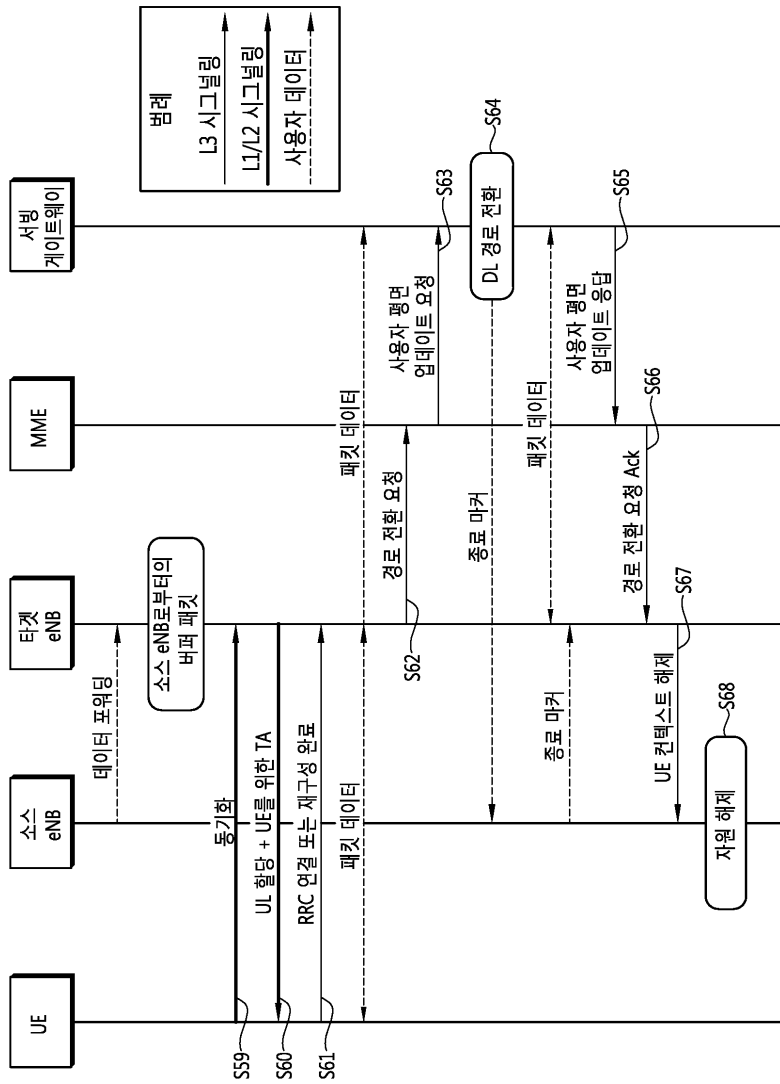 UE
소스
eNB
타겟
eNB
MME
서빙
게이트웨이
범례
L3 시그널링
L1/L2 시그널링
사용자 데이터
데이터 포워딩
소스 eNB로부터의
버퍼 패킷
동기화
S59
UL 할당 + UE를 위한 TA
S60
RRC 연결 또는 재구성 완료
S61
패킷 데이터
패킷 데이터
경로 전환 요청
S62
사용자 평면
업데이트 요청
S63
DL 경로 전환
S64
종료 마커
패킷 데이터
종료 마커
사용자 평면
업데이트 응답
S65
경로 전환 요청 Ack
S66
UE 컨텍스트 해제
S67
자원 해제
S68